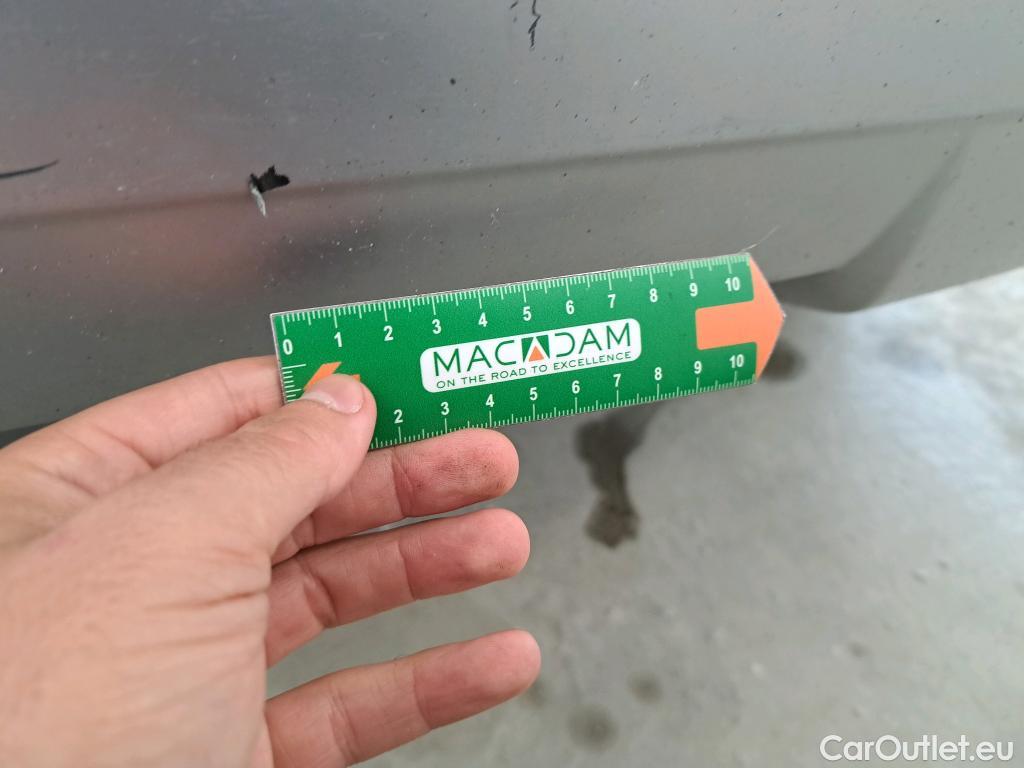 0 1 2 3 4 5 6 7 8 9 10
MACADAM
ON THE ROAD TO EXCELLENCE
2 3 4 5 6 7 8 9 10
CarOutlet.eu